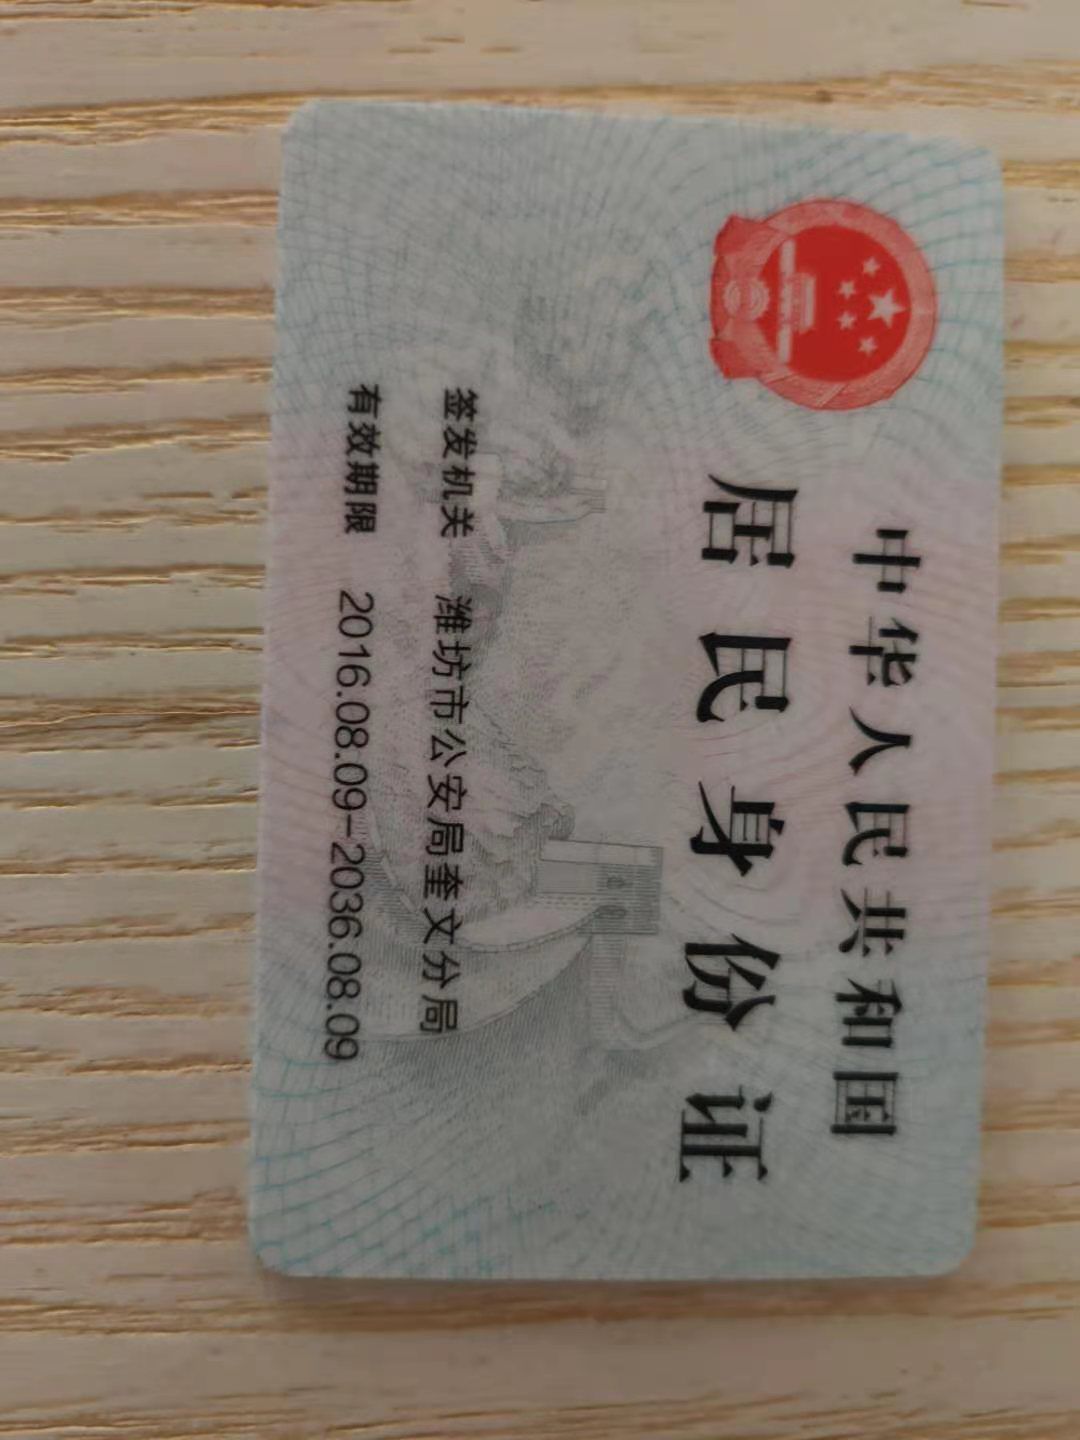 中华人民共和国
居民身份证
签发机关 潍坊市公安局奎文分局
有效期限 2016.08.09-2036.08.09